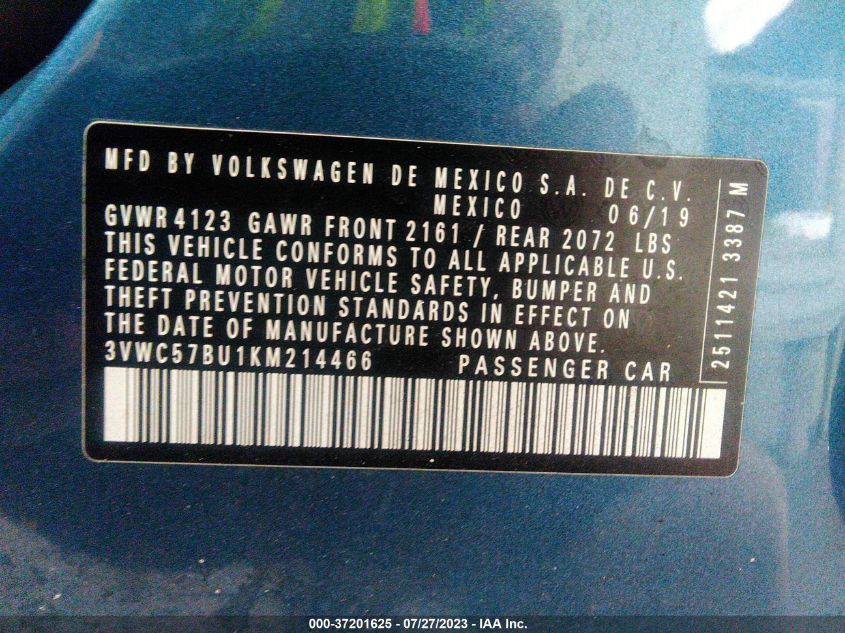 MFD BY VOLKSWAGEN DE MEXICO S.A. DE C.V.
MEXICO 06/19
GVWR 4123 GAWR FRONT 2161 / REAR 2072 LBS
THIS VEHICLE CONFORMS TO ALL APPLICABLE U.S.
FEDERAL MOTOR VEHICLE SAFETY, BUMPER AND
THEFT PREVENTION STANDARDS IN EFFECT ON
THE DATE OF MANUFACTURE SHOWN ABOVE.
3VWC57BU1KM214466 PASSENGER CAR
2511421 3387 M
000-37201625 - 07/27/2023 - IAA Inc.